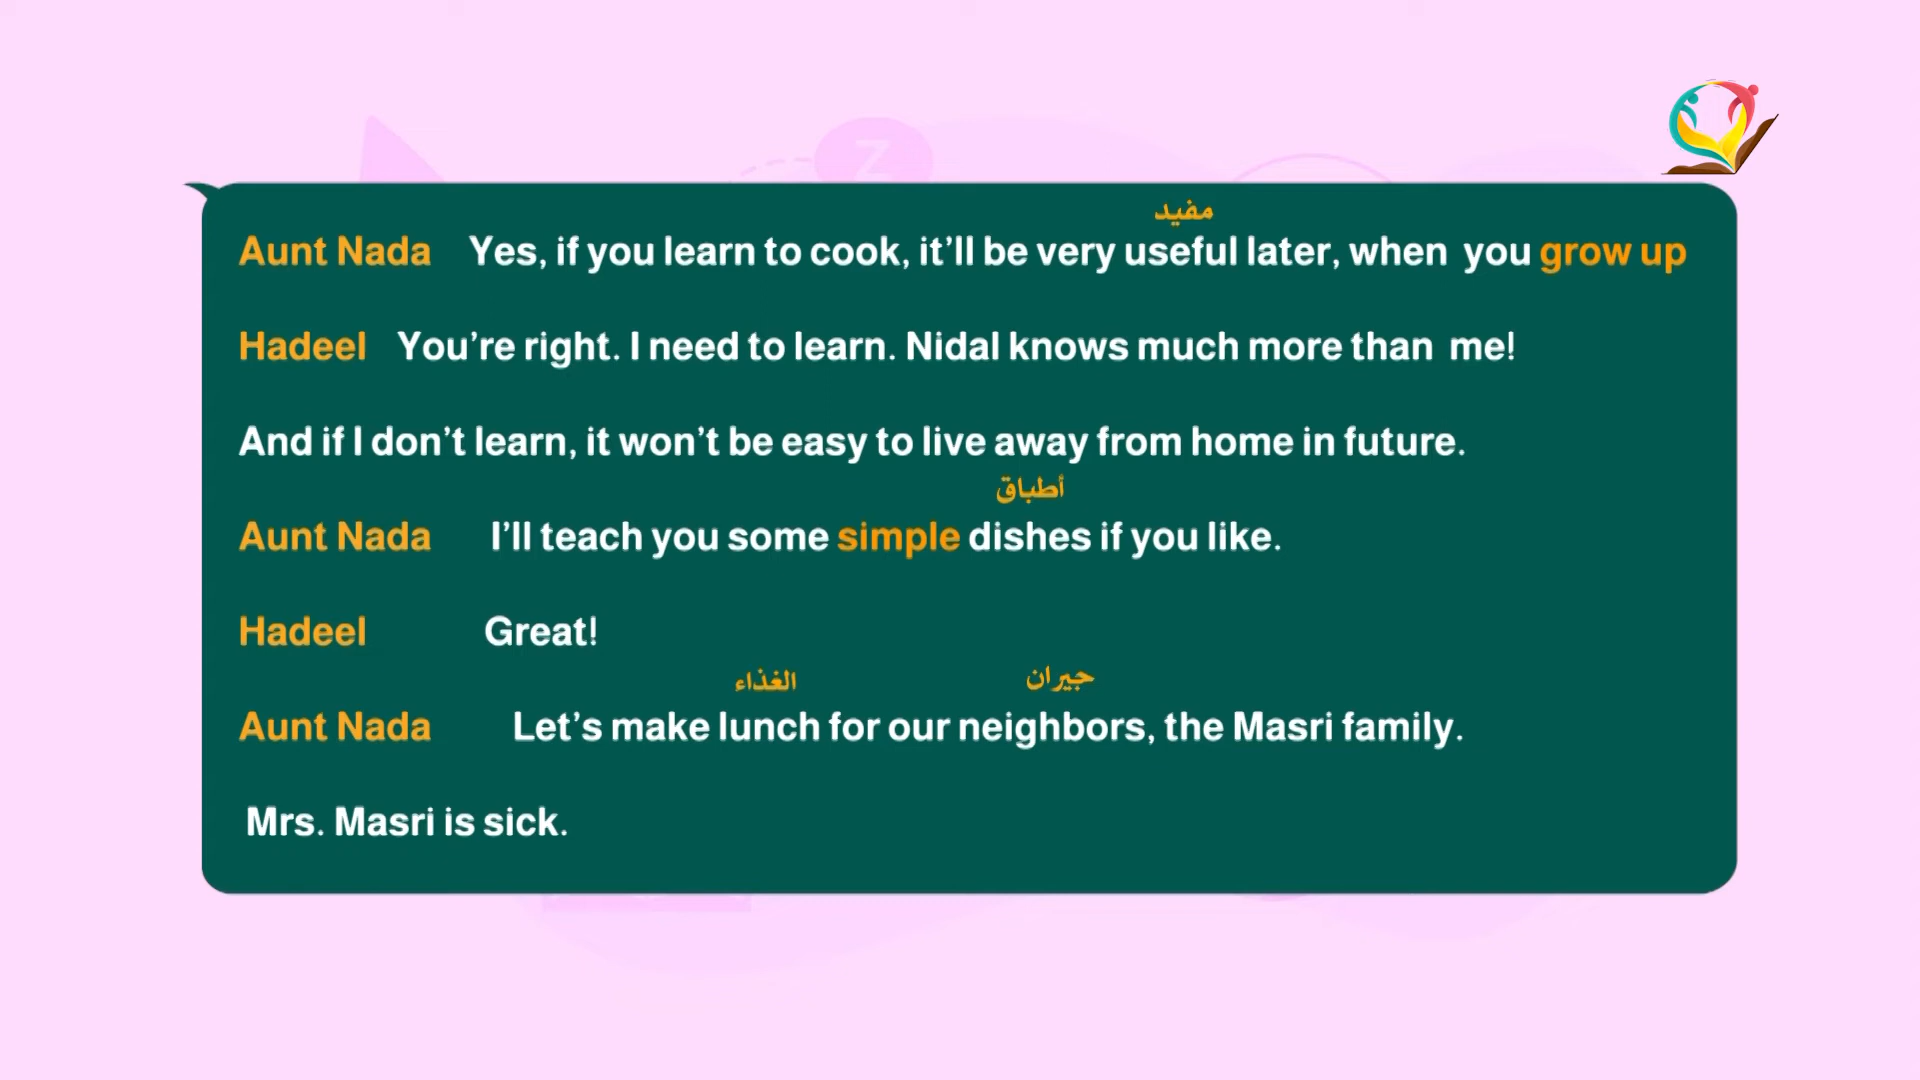 مفيد
Aunt Nada Yes, if you learn to cook, it’ll be very useful later, when you grow up
Hadeel You’re right. I need to learn. Nidal knows much more than me!
And if I don’t learn, it won’t be easy to live away from home in future.
أطباق
Aunt Nada I’ll teach you some simple dishes if you like.
Hadeel Great!
الغذاء جيران
Aunt Nada Let’s make lunch for our neighbors, the Masri family.
Mrs. Masri is sick.
Z